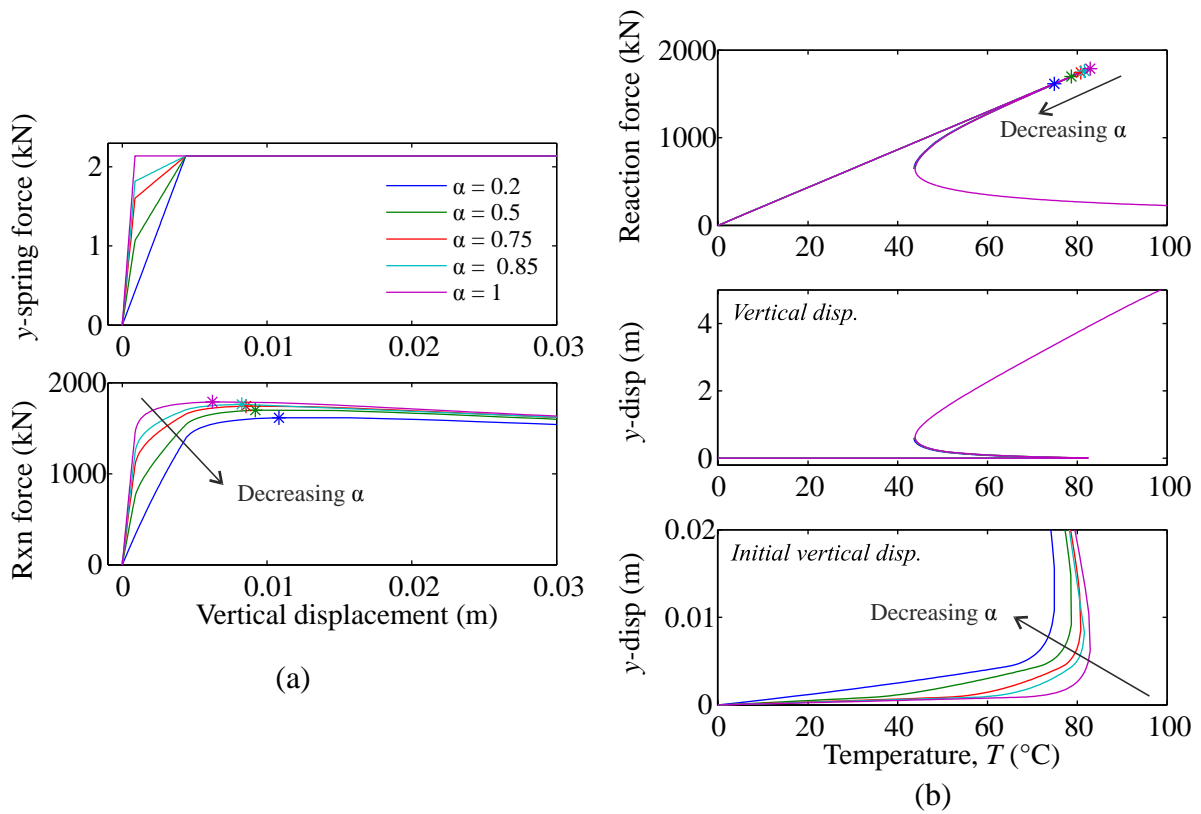 y-spring force (kN)
2
1
0
0
0.01
0.02
0.03
α = 0.2
α = 0.5
α = 0.75
α =  0.85
α = 1
Rxn force (kN)
2000
1000
0
0
0.01
0.02
0.03
Decreasing α
Vertical displacement (m)
(a)
Reaction force (kN)
2000
1000
0
0
20
40
60
80
100
Decreasing α
y-disp (m)
4
2
0
0
20
40
60
80
100
Vertical disp.
y-disp (m)
0.02
0.01
0
0
20
40
60
80
100
Initial vertical disp.
Decreasing α
Temperature, T (°C)
(b)